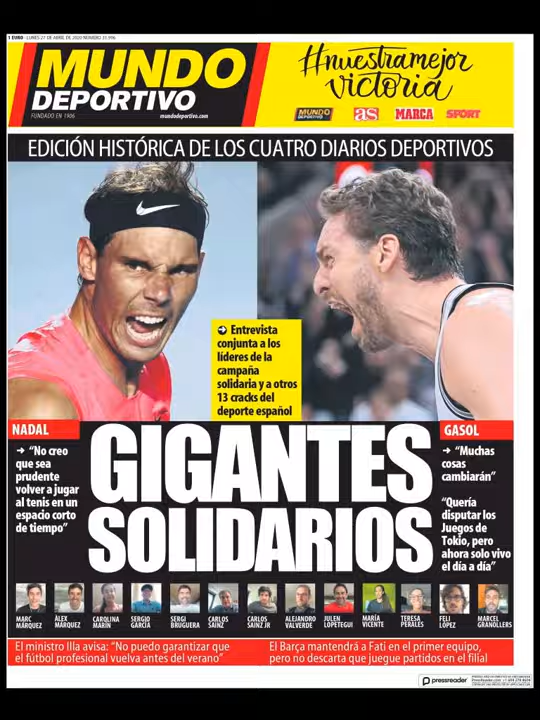 1 EURO LUNES 27 DE ABRIL DE 2020 NÚMERO 31.996
MUNDO
DEPORTIVO
FUNDADO EN 1906
mundodeportivo.com
#nuestramejor
victoria
MUNDO
DEPORTIVO
as
MARCA
SPORT
EDICIÓN HISTÓRICA DE LOS CUATRO DIARIOS DEPORTIVOS
Entrevista
conjunta a los
líderes de la
campaña
solidaria y a otros
13 cracks del
deporte español
NADAL
"No creo
que sea
prudente
volver a jugar
al tenis en un
espacio corto
de tiempo"
GIGANTES
SOLIDARIOS
GASOL
"Muchas
cosas
cambiarán"
"Quería
disputar los
Juegos de
Tokio, pero
ahora solo vivo
el día a día"
MARC
MÁRQUEZ
ÁLEX
MÁRQUEZ
CAROLINA
MARÍN
SERGIO
GARCÍA
SERGI
BRUGUERA
CARLOS
SAINZ
CARLOS
SAINZ JR
ALEJANDRO
VALVERDE
JULEN
LOPETEGUI
MARÍA
VICENTE
TERESA
PERALES
FELI
LÓPEZ
MARCEL
GRANOLLERS
El ministro Illa avisa: "No puedo garantizar que
el fútbol profesional vuelva antes del verano"
El Barça mantendrá a Fati en el primer equipo,
pero no descarta que juegue partidos en el filial
pressreader